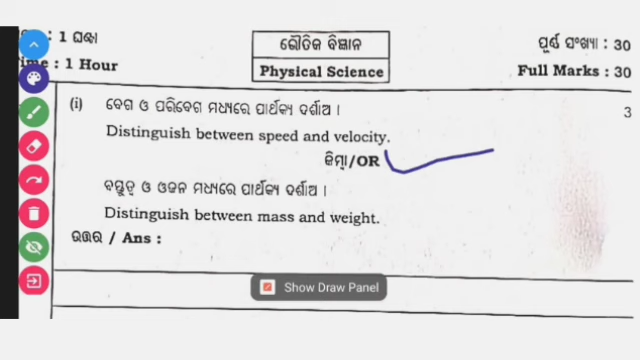 : 1 ଘଣ୍ଟା
ଭୌତିକ ବିଜ୍ଞାନ
ପୂର୍ଣ୍ଣ ସଂଖ୍ୟା : 30
: 1 Hour
Physical Science
Full Marks : 30
(i) ବେଗ ଓ ପରିବେଗ ମଧ୍ୟରେ ପାର୍ଥକ୍ୟ ଦର୍ଶାଅ ।
3
Distinguish between speed and velocity.
କିମ୍ବା/OR
ବସ୍ତୁତ୍ୱ ଓ ଓଜନ ମଧ୍ୟରେ ପାର୍ଥକ୍ୟ ଦର୍ଶାଅ ।
Distinguish between mass and weight.
ଉତ୍ତର / Ans :
Show Draw Panel